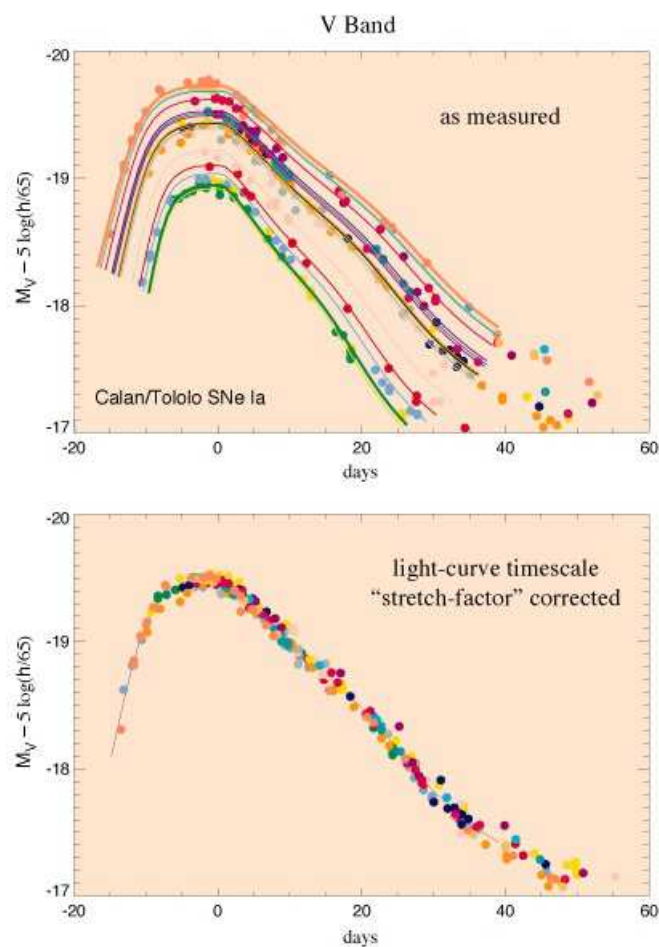 V Band
-20
-19
-18
-17
M_V – 5 log(h/65)
as measured
Calan/Tololo SNe Ia
-20 0 20 40 60
days
-20
-19
-18
-17
M_V – 5 log(h/65)
light-curve timescale
“stretch-factor” corrected
-20 0 20 40 60
days